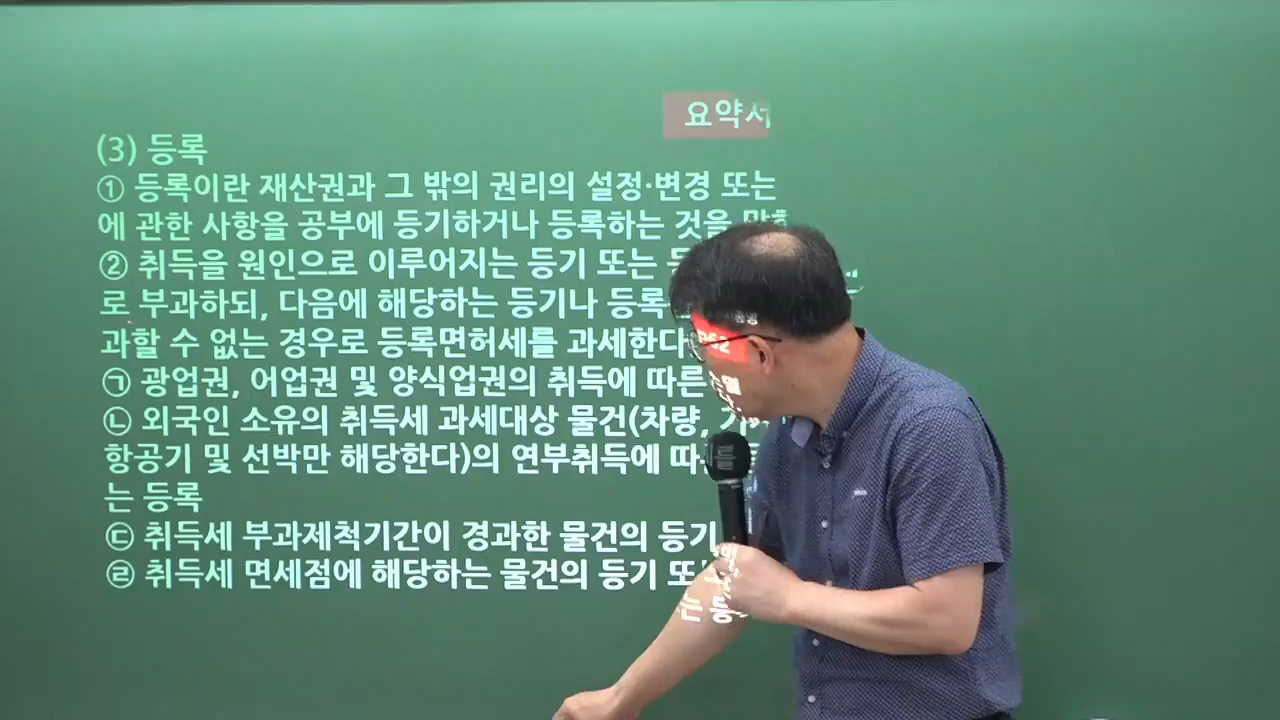 요약서
(3) 등록
① 등록이란 재산권과 그 밖의 권리의 설정·변경 또는
에 관한 사항을 공부에 등기하거나 등록하는 것을
② 취득을 원인으로 이루어지는 등기 또는
로 부과하되, 다음에 해당하는 등기나 등록
과할 수 없는 경우로 등록면허세를 과세한다
㉠ 광업권, 어업권 및 양식업권의 취득에 따른
㉡ 외국인 소유의 취득세 과세대상 물건(차량,
항공기 및 선박만 해당한다)의 연부취득에
는 등록
㉢ 취득세 부과제척기간이 경과한 물건의 등기
㉣ 취득세 면세점에 해당하는 물건의 등기